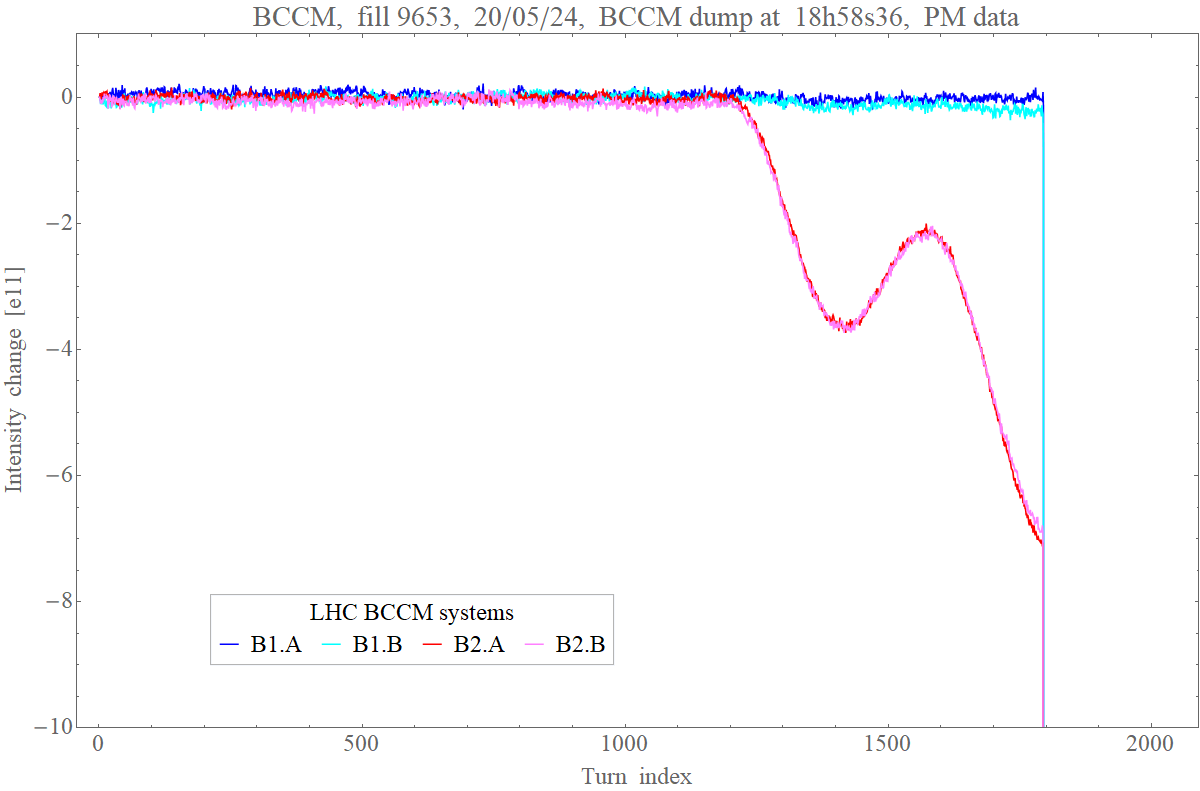 BCCM, fill 9653, 20/05/24, BCCM dump at 18h58s36, PM data
0
−2
−4
−6
−8
−10
Intensity change [e11]
LHC BCCM systems
B1.A B1.B B2.A B2.B
0 500 1000 1500 2000
Turn index